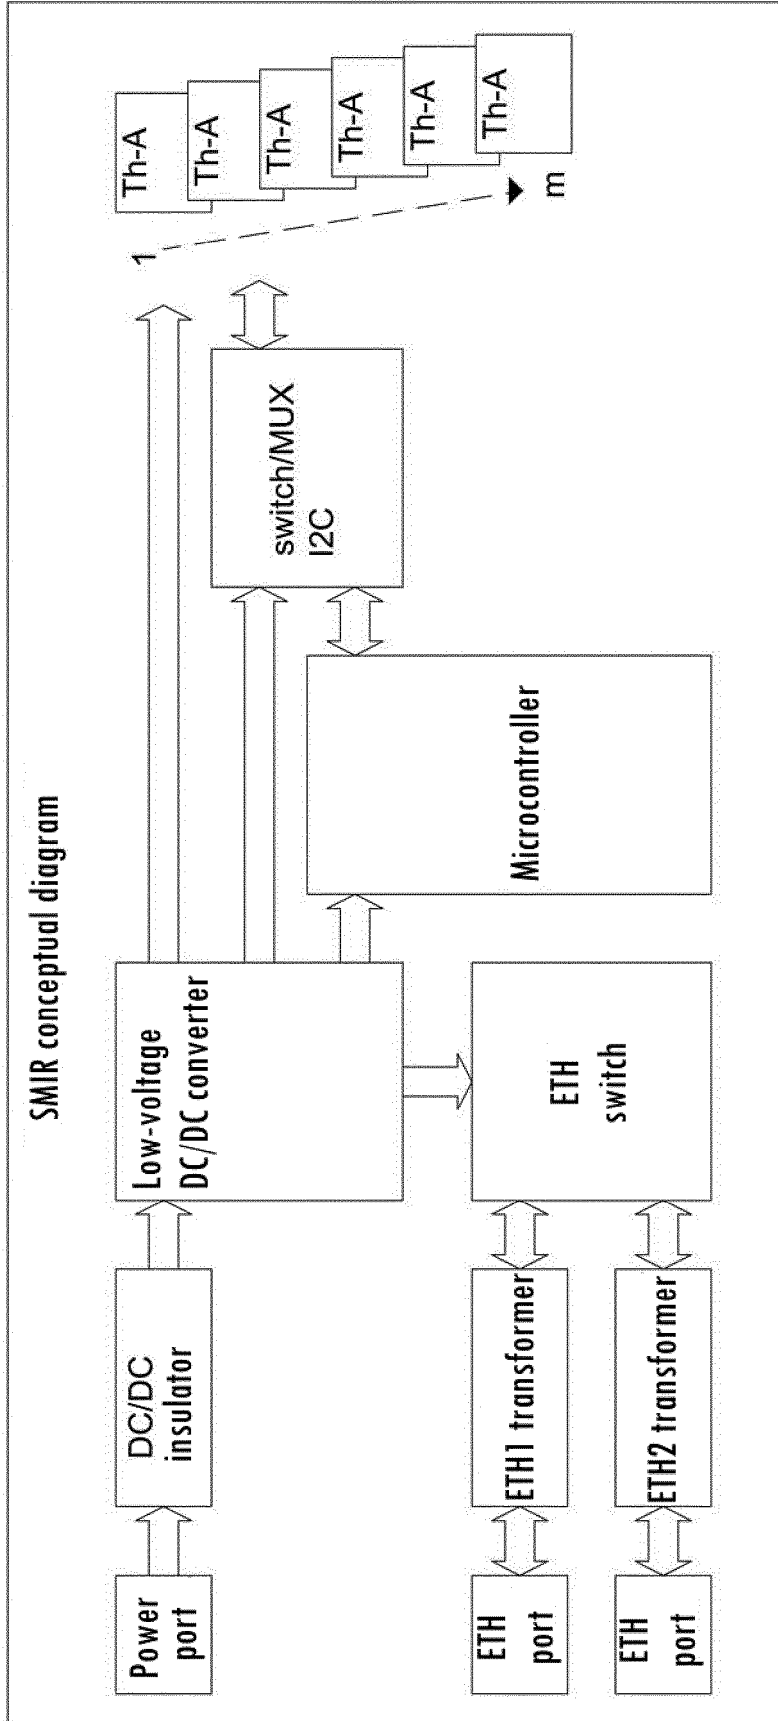 SMIR conceptual diagram
Power
port
DC/DC
insulator
Low-voltage
DC/DC converter
1
Th-A
Th-A
Th-A
Th-A
Th-A
Th-A
m
switch/MUX
I2C
Microcontroller
ETH
port
ETH1 transformer
ETH
switch
ETH
port
ETH2 transformer